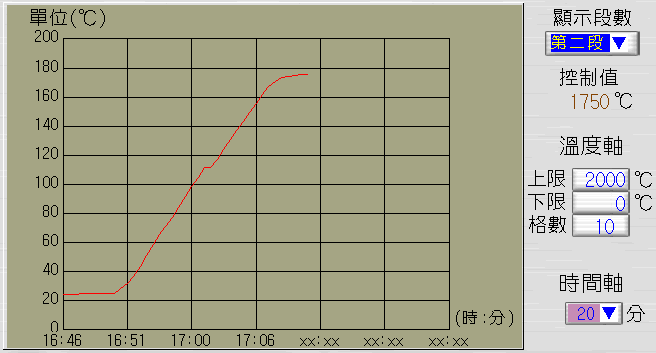 單位(℃)
200
180
160
140
120
100
80
60
40
20
0
16:46 16:51 17:00 17:06 xx:xx xx:xx xx:xx
(時:分)
顯示段數
第二段 ▼
控制值
1750 ℃
溫度軸
上限 2000 ℃
下限 0 ℃
格數 10
時間軸
20 ▼ 分